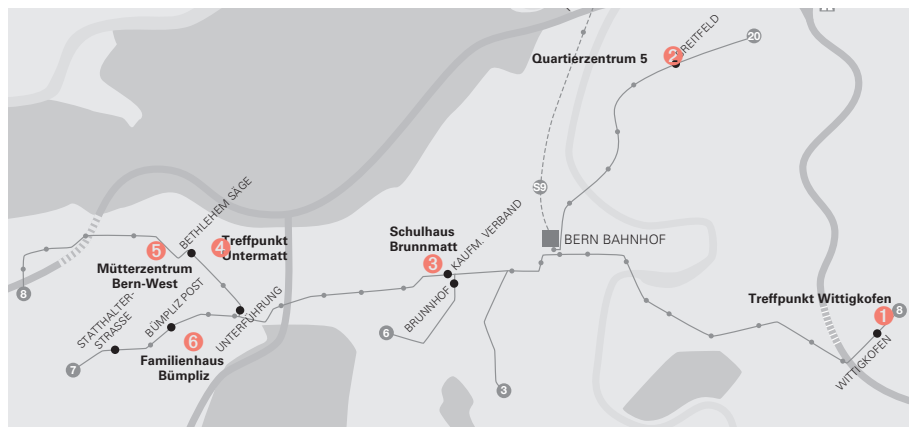 20
2
BREITFELD
Quartierzentrum 5
S9
BETHLEHEM SÄGE
5
4
Treffpunkt
Untermatt
Mütterzentrum
Bern-West
8
Schulhaus
Brunnmatt
3
KAUFM. VERBAND
BRUNNHOF
BERN BAHNHOF
Treffpunkt Wittigkofen
1
8
WITTIGKOFEN
STATTHALTER-
STRASSE
BÜMPLIZ POST
UNTERFÜHRUNG
6
Familienhaus
Bümpliz
7
6
3